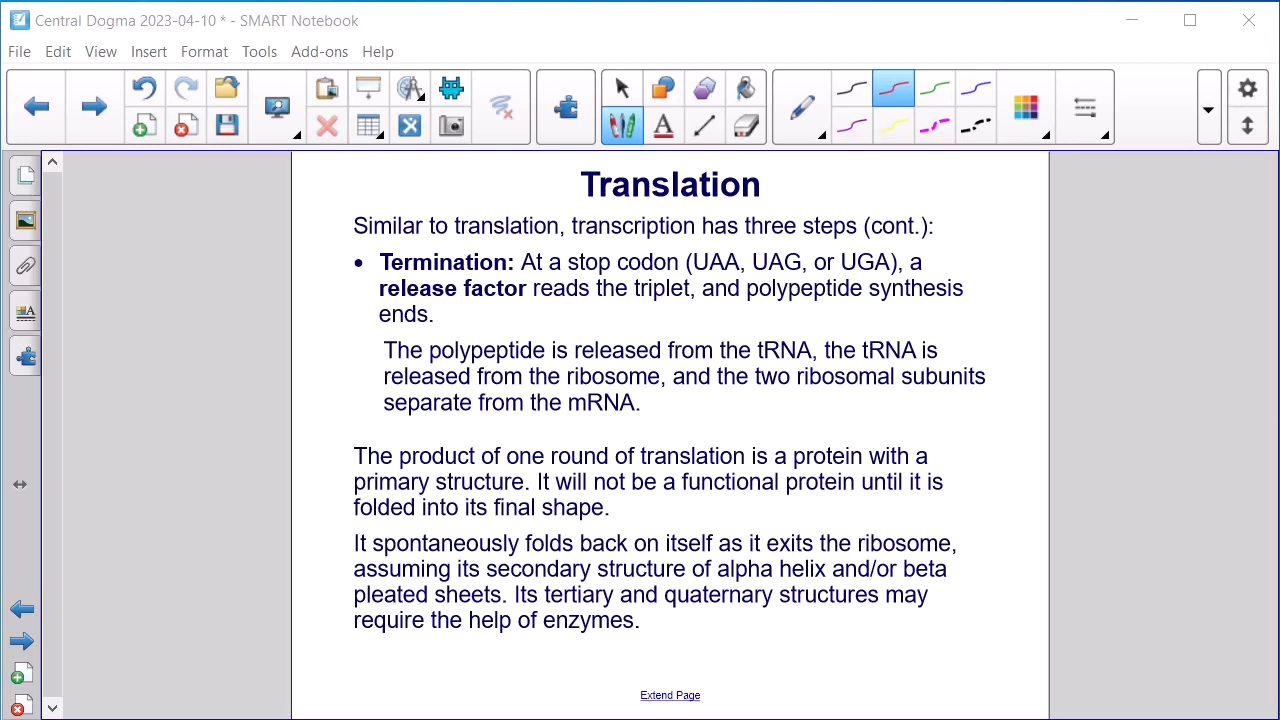 Central Dogma 2023-04-10 * - SMART Notebook
File Edit View Insert Format Tools Add-ons Help
Translation
Similar to translation, transcription has three steps (cont.):
• Termination: At a stop codon (UAA, UAG, or UGA), a
release factor reads the triplet, and polypeptide synthesis
ends.
The polypeptide is released from the tRNA, the tRNA is
released from the ribosome, and the two ribosomal subunits
separate from the mRNA.
The product of one round of translation is a protein with a
primary structure. It will not be a functional protein until it is
folded into its final shape.
It spontaneously folds back on itself as it exits the ribosome,
assuming its secondary structure of alpha helix and/or beta
pleated sheets. Its tertiary and quaternary structures may
require the help of enzymes.
Extend Page